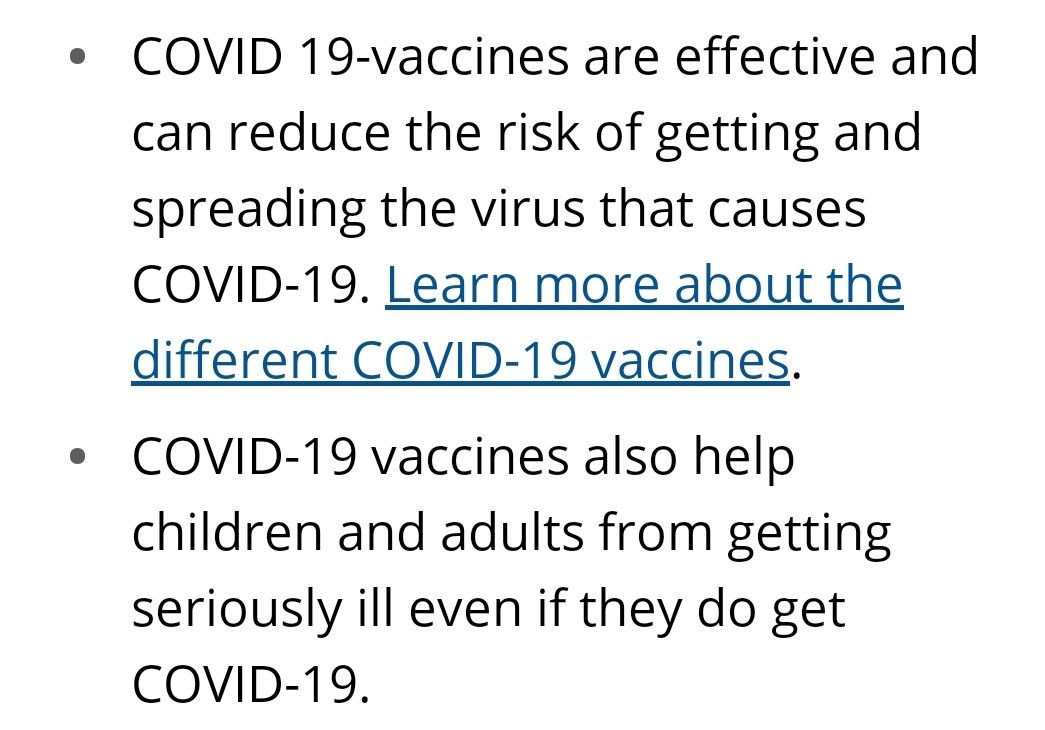 • COVID 19-vaccines are effective and
can reduce the risk of getting and
spreading the virus that causes
COVID-19. Learn more about the
different COVID-19 vaccines.
• COVID-19 vaccines also help
children and adults from getting
seriously ill even if they do get
COVID-19.